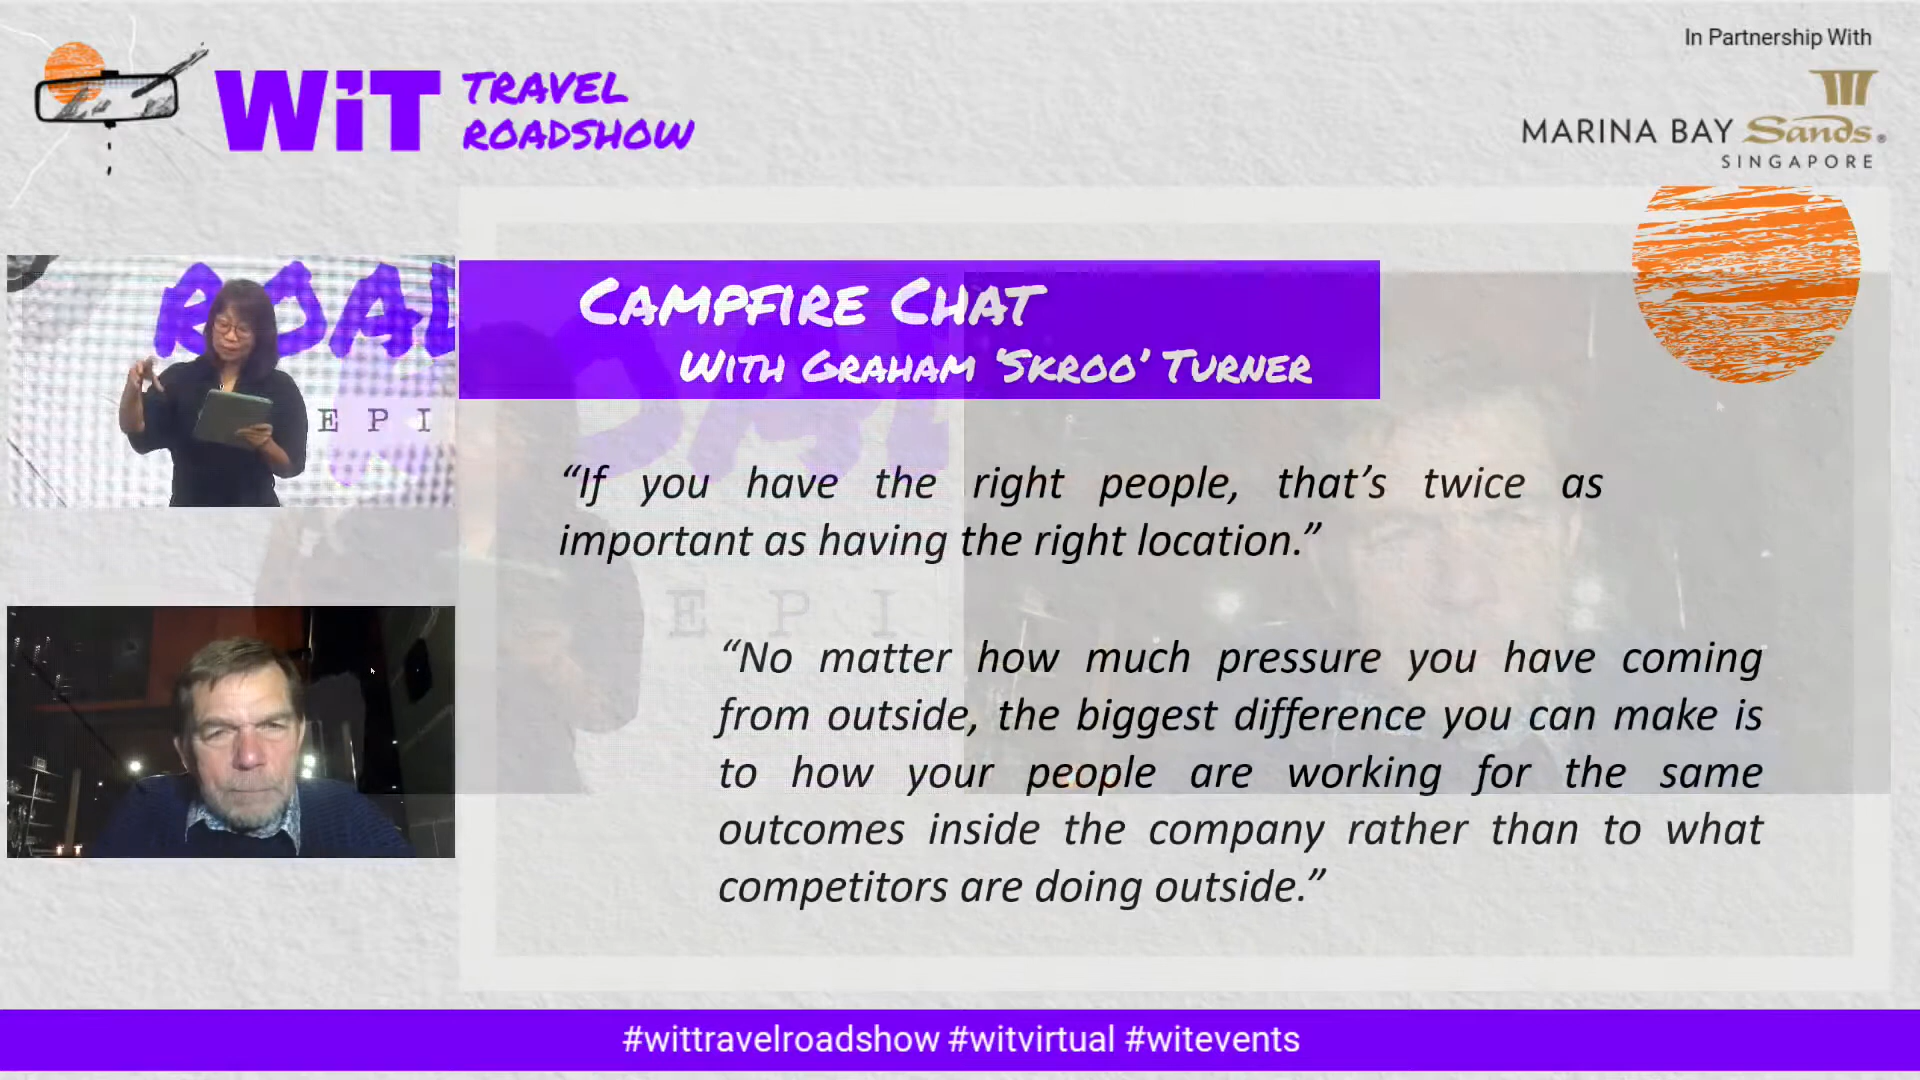 In Partnership With
WiT TRAVEL
ROADSHOW
MARINA BAY Sands®
SINGAPORE
ROAD
E P I
CAMPFIRE CHAT
WITH GRAHAM ‘SKROO’ TURNER
“If you have the right people, that’s twice as
important as having the right location.”
E P I
“No matter how much pressure you have coming
from outside, the biggest difference you can make is
to how your people are working for the same
outcomes inside the company rather than to what
competitors are doing outside.”
#wittravelroadshow #witvirtual #witevents